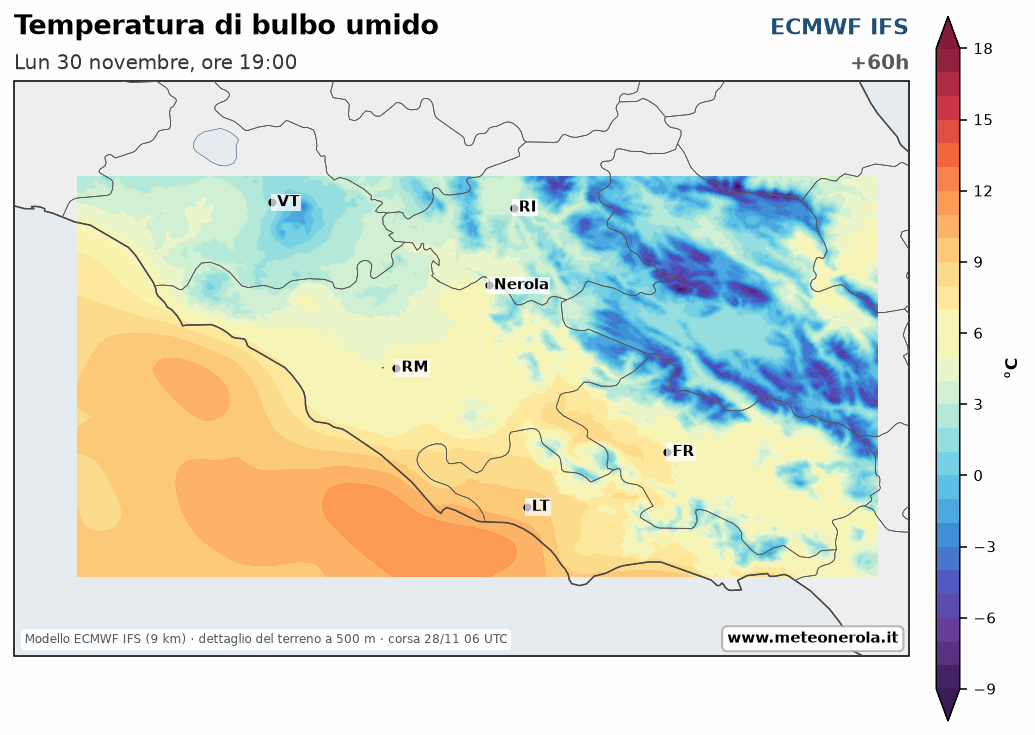 Temperatura di bulbo umido
ECMWF IFS
Lun 30 novembre, ore 19:00
+60h
VT
RI
Nerola
RM
FR
LT
18
15
12
9
6
3
0
−3
−6
−9
°C
Modello ECMWF IFS (9 km) · dettaglio del terreno a 500 m · corsa 28/11 06 UTC
www.meteonerola.it